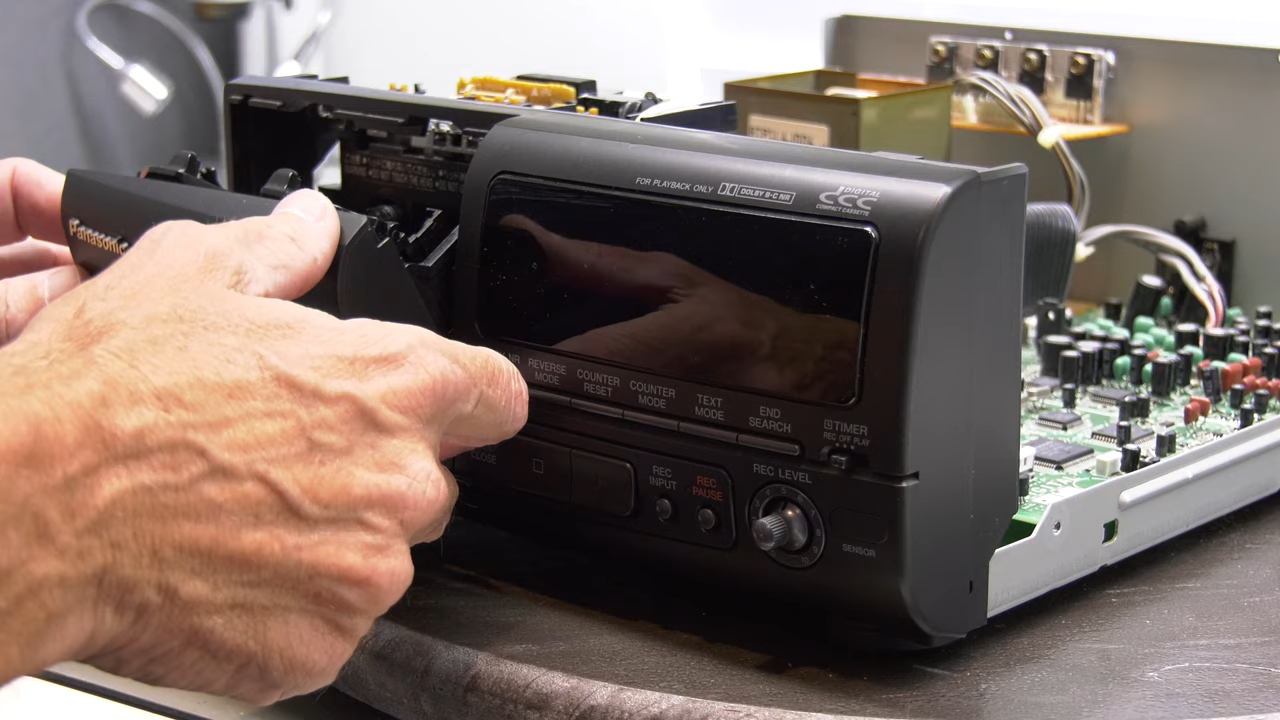 Panasonic
FOR PLAYBACK ONLY DOLBY B·C NR
DIGITAL
dcc
COMPACT CASSETTE
NR
REVERSE
MODE
COUNTER
RESET
COUNTER
MODE
TEXT
MODE
END
SEARCH
TIMER
REC OFF PLAY
CLOSE
REC
INPUT
REC
PAUSE
REC LEVEL
SENSOR